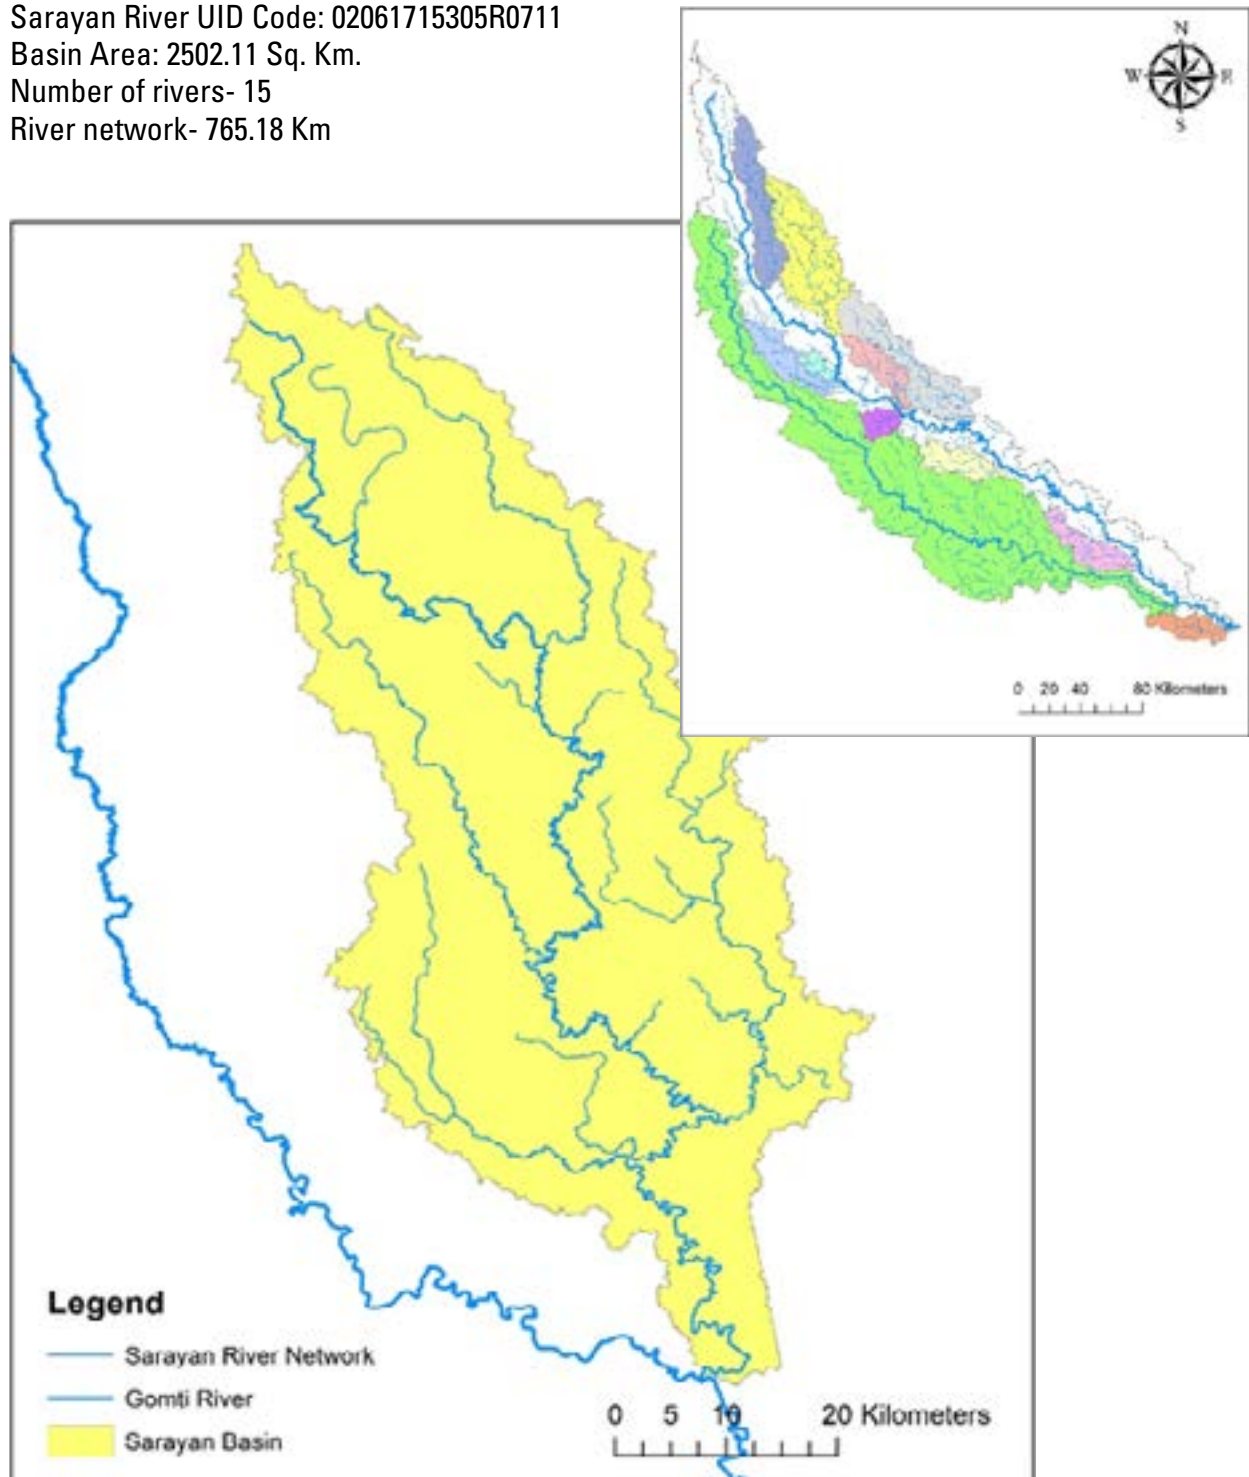 Sarayan River UID Code: 02061715305R0711
Basin Area: 2502.11 Sq. Km.
Number of rivers- 15
River network- 765.18 Km
N
W E
S
0 20 40 80 Kilometers
Legend
Sarayan River Network
Gomti River
Sarayan Basin
0 5 10 20 Kilometers